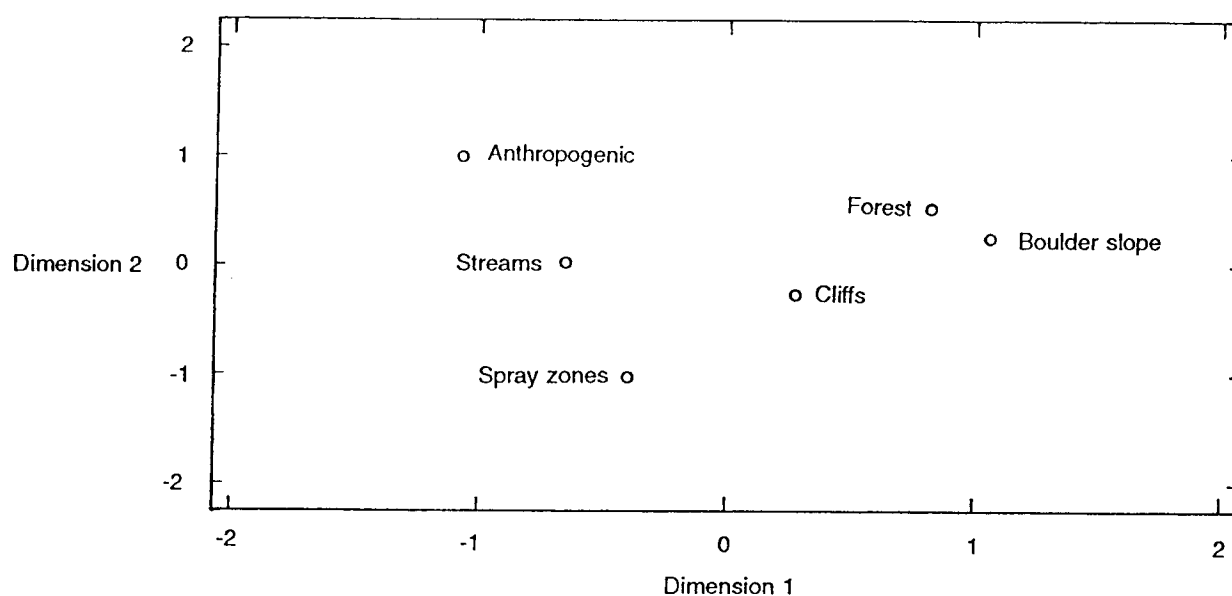 2
1 Anthropogenic
Forest
Boulder slope
Dimension 2 0 Streams
Cliffs
-1 Spray zones
-2
-2 -1 0 1 2
Dimension 1